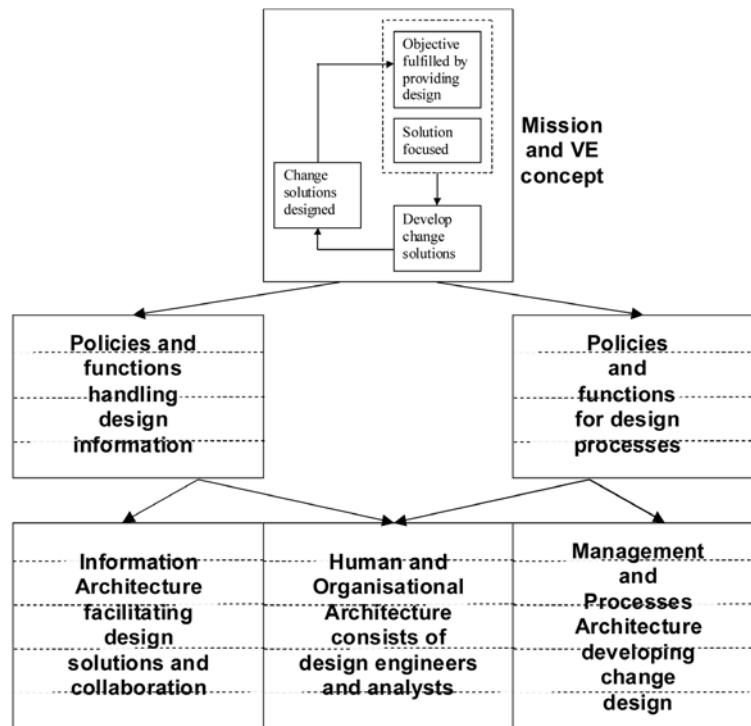 Objective
fulfilled by
providing
design
Solution
focused
Mission
and VE
concept
Change
solutions
designed
Develop
change
solutions
Policies and
functions
handling
design
information
Policies
and
functions
for design
processes
Information
Architecture
facilitating
design
solutions and
collaboration
Human and
Organisational
Architecture
consists of
design engineers
and analysts
Management
and
Processes
Architecture
developing
change
design